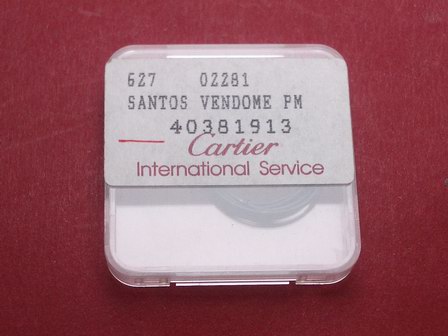 627 02281
SANTOS VENDOME PM
40381913
Cartier
International Service